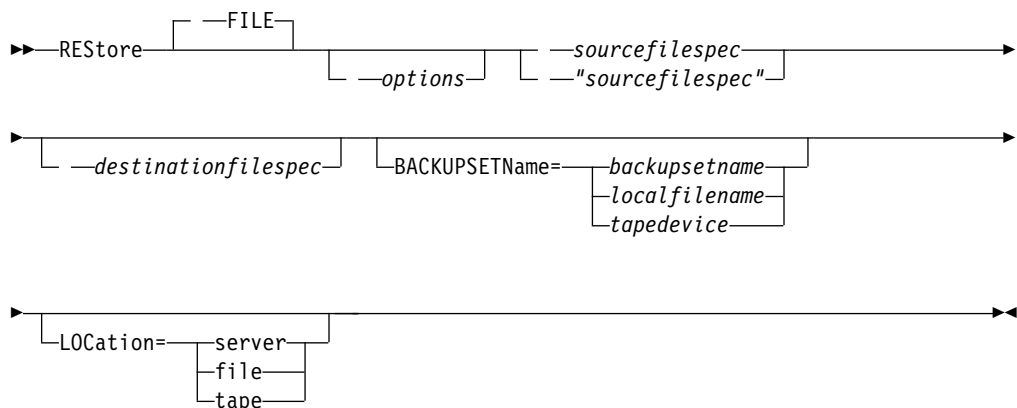 FILE
REStore
options
sourcefilespec
"sourcefilespec"
destinationfilespec
BACKUPSETName=
backupsetname
localfilename
tapedevice
LOCation=
server
file
tape